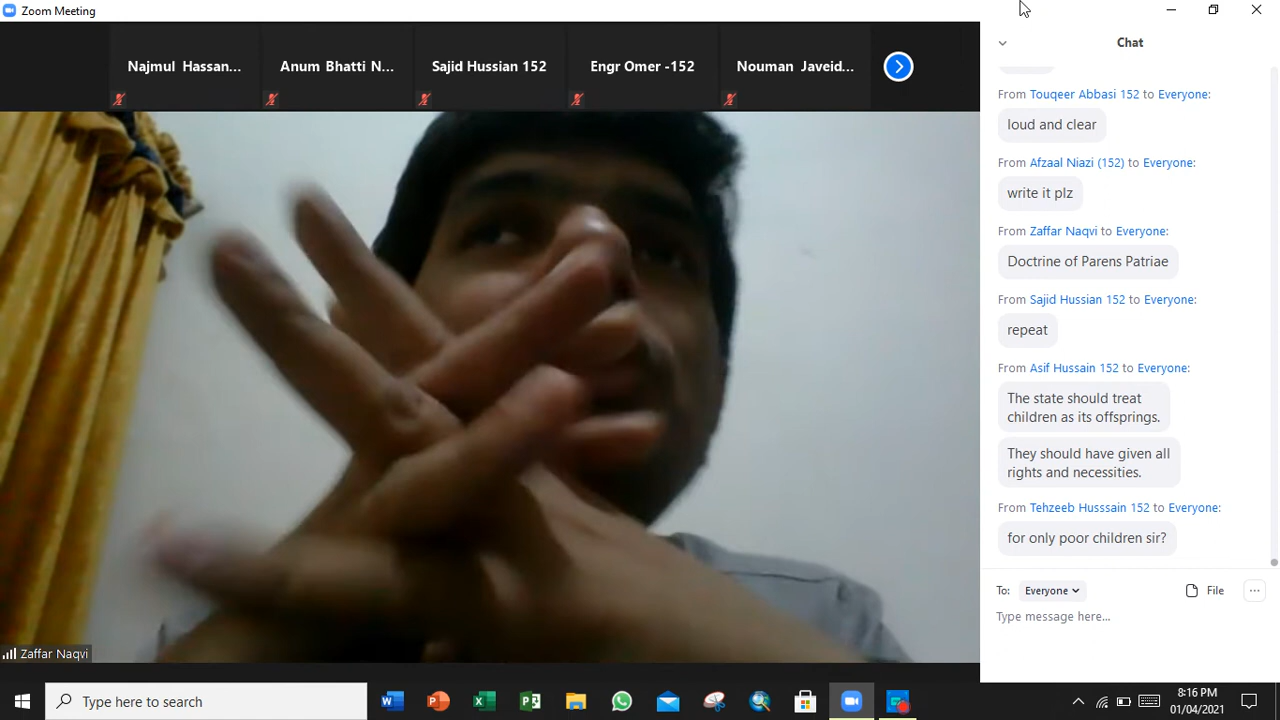 Zoom Meeting
Najmul Hassan...
Anum Bhatti N...
Sajid Hussian 152
Engr Omer -152
Nouman Javeid...
Zaffar Naqvi
Chat
From Touqeer Abbasi 152 to Everyone:
loud and clear
From Afzaal Niazi (152) to Everyone:
write it plz
From Zaffar Naqvi to Everyone:
Doctrine of Parens Patriae
From Sajid Hussian 152 to Everyone:
repeat
From Asif Hussain 152 to Everyone:
The state should treat
children as its offsprings.
They should have given all
rights and necessities.
From Tehzeeb Husssain 152 to Everyone:
for only poor children sir?
To: Everyone File ...
Type message here...
Type here to search
8:16 PM
01/04/2021